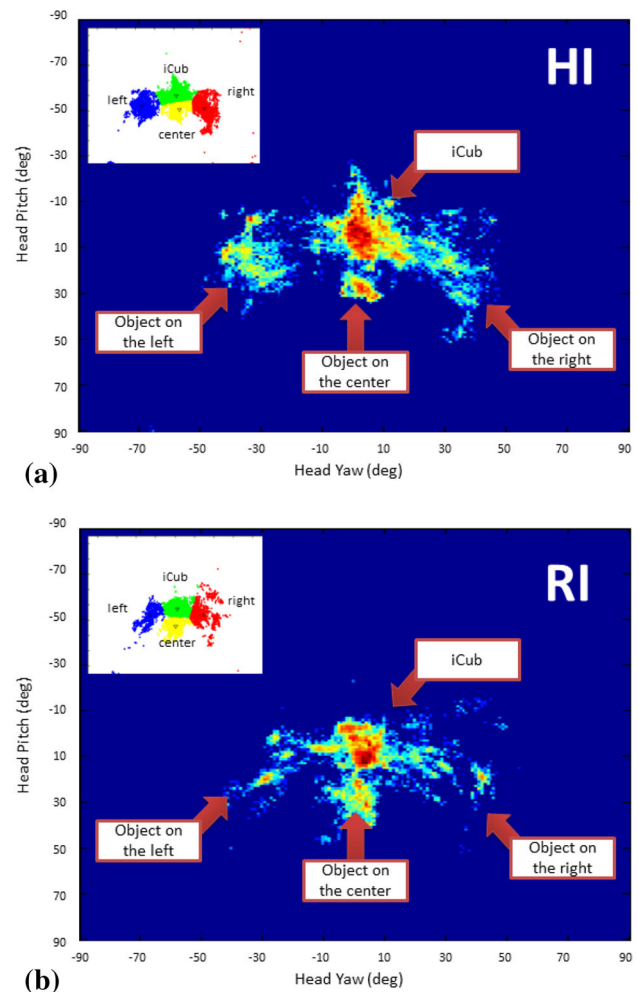 -90
-70
-50
-30
-10
10
30
50
70
90
Head Pitch (deg)
iCub
left
right
center
HI
iCub
Object on
the left
Object on
the center
Object on
the right
-90 -70 -50 -30 -10 10 30 50 70 90
Head Yaw (deg)
(a)
-90
-70
-50
-30
-10
10
30
50
70
90
Head Pitch (deg)
iCub
left
right
center
RI
iCub
Object on
the left
Object on
the center
Object on
the right
-90 -70 -50 -30 -10 10 30 50 70 90
Head Yaw (deg)
(b)